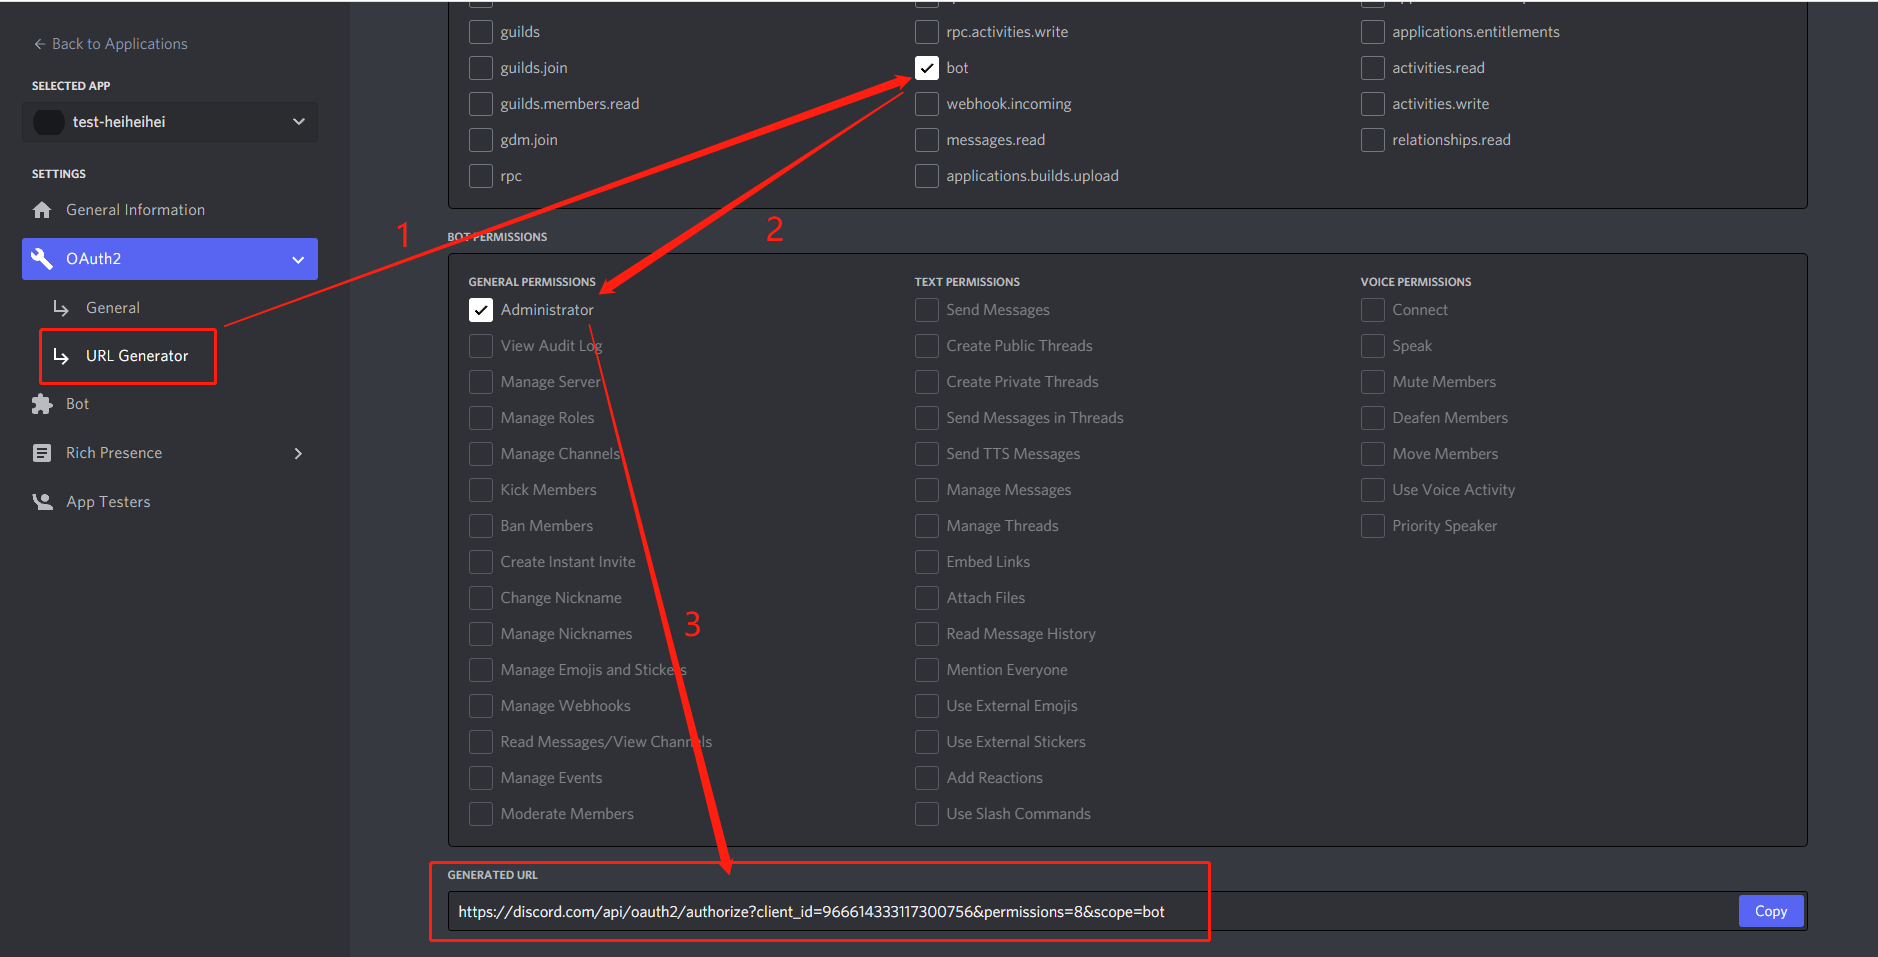 Back to Applications
SELECTED APP
test-heiheihei
SETTINGS
General Information
OAuth2
General
URL Generator
Bot
Rich Presence
App Testers
guilds
guilds.join
guilds.members.read
gdm.join
rpc
rpc.activities.write
bot
webhook.incoming
messages.read
applications.builds.upload
applications.entitlements
activities.read
activities.write
relationships.read
1
2
BOT PERMISSIONS
GENERAL PERMISSIONS
Administrator
View Audit Log
Manage Server
Manage Roles
Manage Channels
Kick Members
Ban Members
Create Instant Invite
Change Nickname
Manage Nicknames
Manage Emojis and Stickers
Manage Webhooks
Read Messages/View Channels
Manage Events
Moderate Members
3
TEXT PERMISSIONS
Send Messages
Create Public Threads
Create Private Threads
Send Messages in Threads
Send TTS Messages
Manage Messages
Manage Threads
Embed Links
Attach Files
Read Message History
Mention Everyone
Use External Emojis
Use External Stickers
Add Reactions
Use Slash Commands
VOICE PERMISSIONS
Connect
Speak
Mute Members
Deafen Members
Move Members
Use Voice Activity
Priority Speaker
GENERATED URL
https://discord.com/api/oauth2/authorize?client_id=966614333117300756&permissions=8&scope=bot
Copy